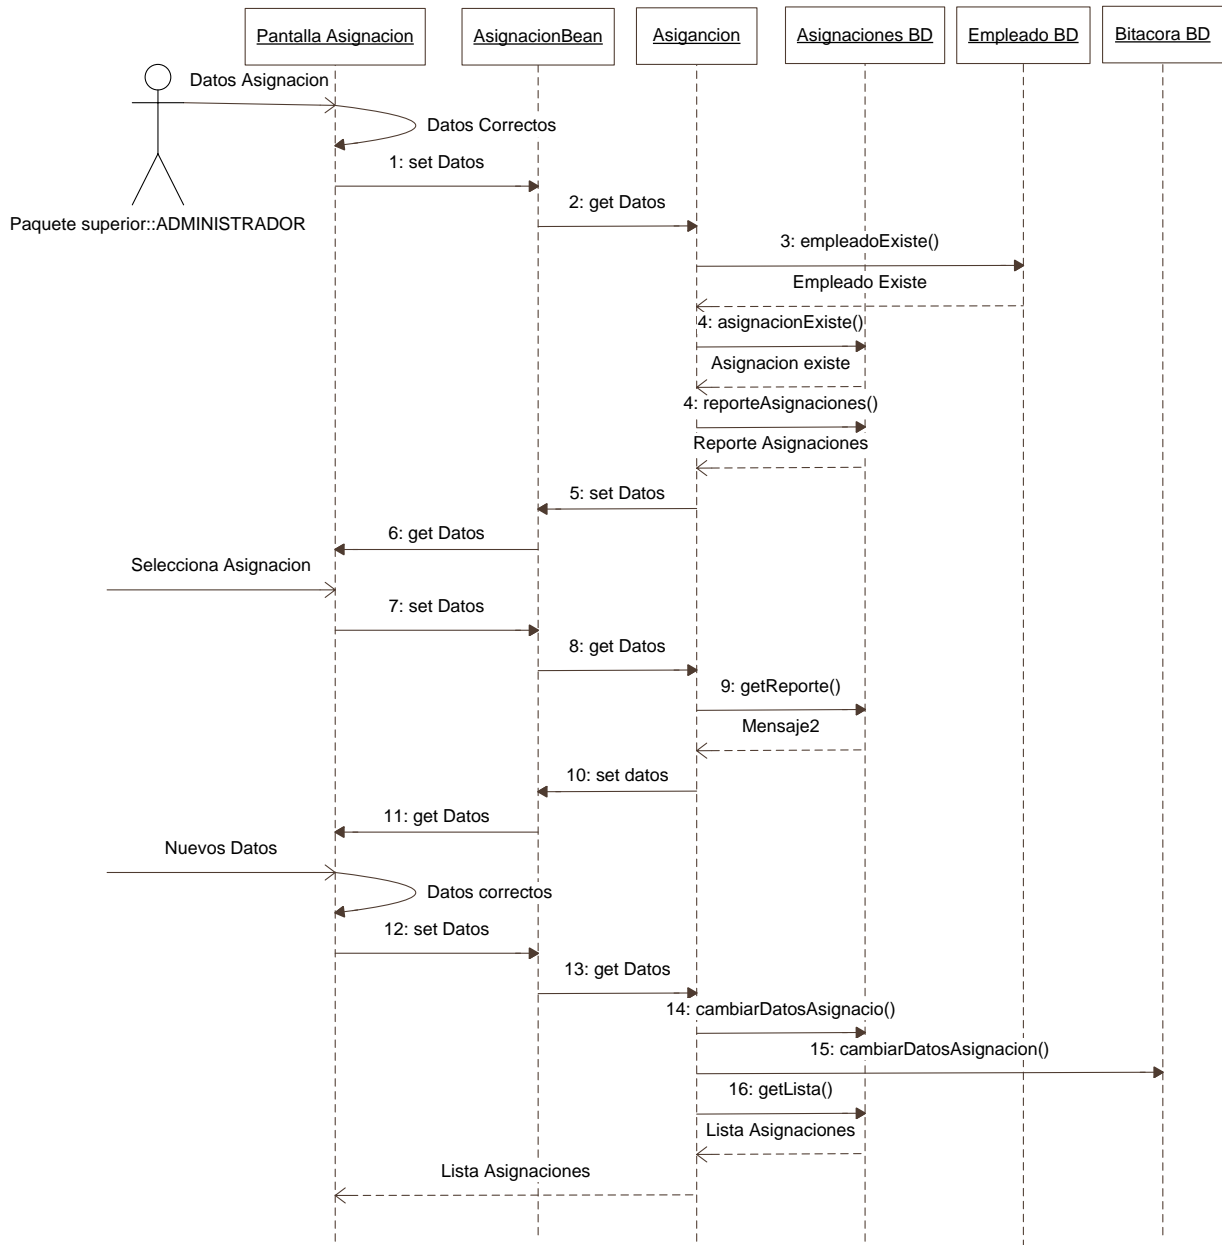 Pantalla Asignacion
AsignacionBean
Asigancion
Asignaciones BD
Empleado BD
Bitacora BD
Datos Asignacion
Datos Correctos
1: set Datos
Paquete superior::ADMINISTRADOR
2: get Datos
3: empleadoExiste()
Empleado Existe
4: asignacionExiste()
Asignacion existe
4: reporteAsignaciones()
Reporte Asignaciones
5: set Datos
6: get Datos
Selecciona Asignacion
7: set Datos
8: get Datos
9: getReporte()
Mensaje2
10: set datos
11: get Datos
Nuevos Datos
Datos correctos
12: set Datos
13: get Datos
14: cambiarDatosAsignacio()
15: cambiarDatosAsignacion()
16: getLista()
Lista Asignaciones
Lista Asignaciones